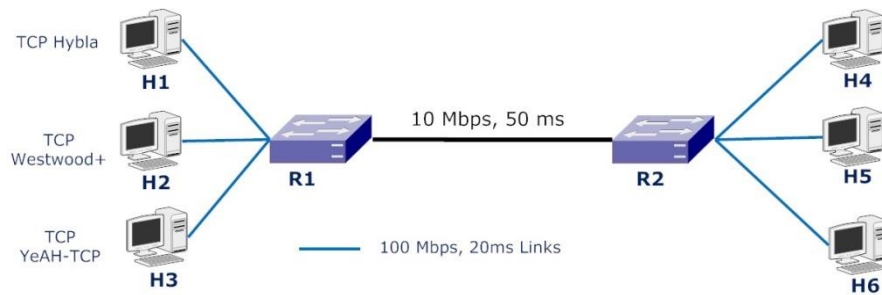 TCP Hybla
H1
H4
10 Mbps, 50 ms
TCP
Westwood+
H2
R1
R2
H5
TCP
YeAH-TCP
H3
100 Mbps, 20ms Links
H6